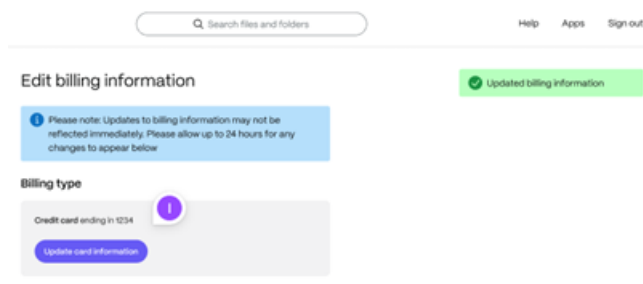 Search files and folders
Help Apps Sign out
Edit billing information
Updated billing information
Please note: Updates to billing information may not be
reflected immediately. Please allow up to 24 hours for any
changes to appear below
Billing type
Credit card ending in 1234
I
Update card information